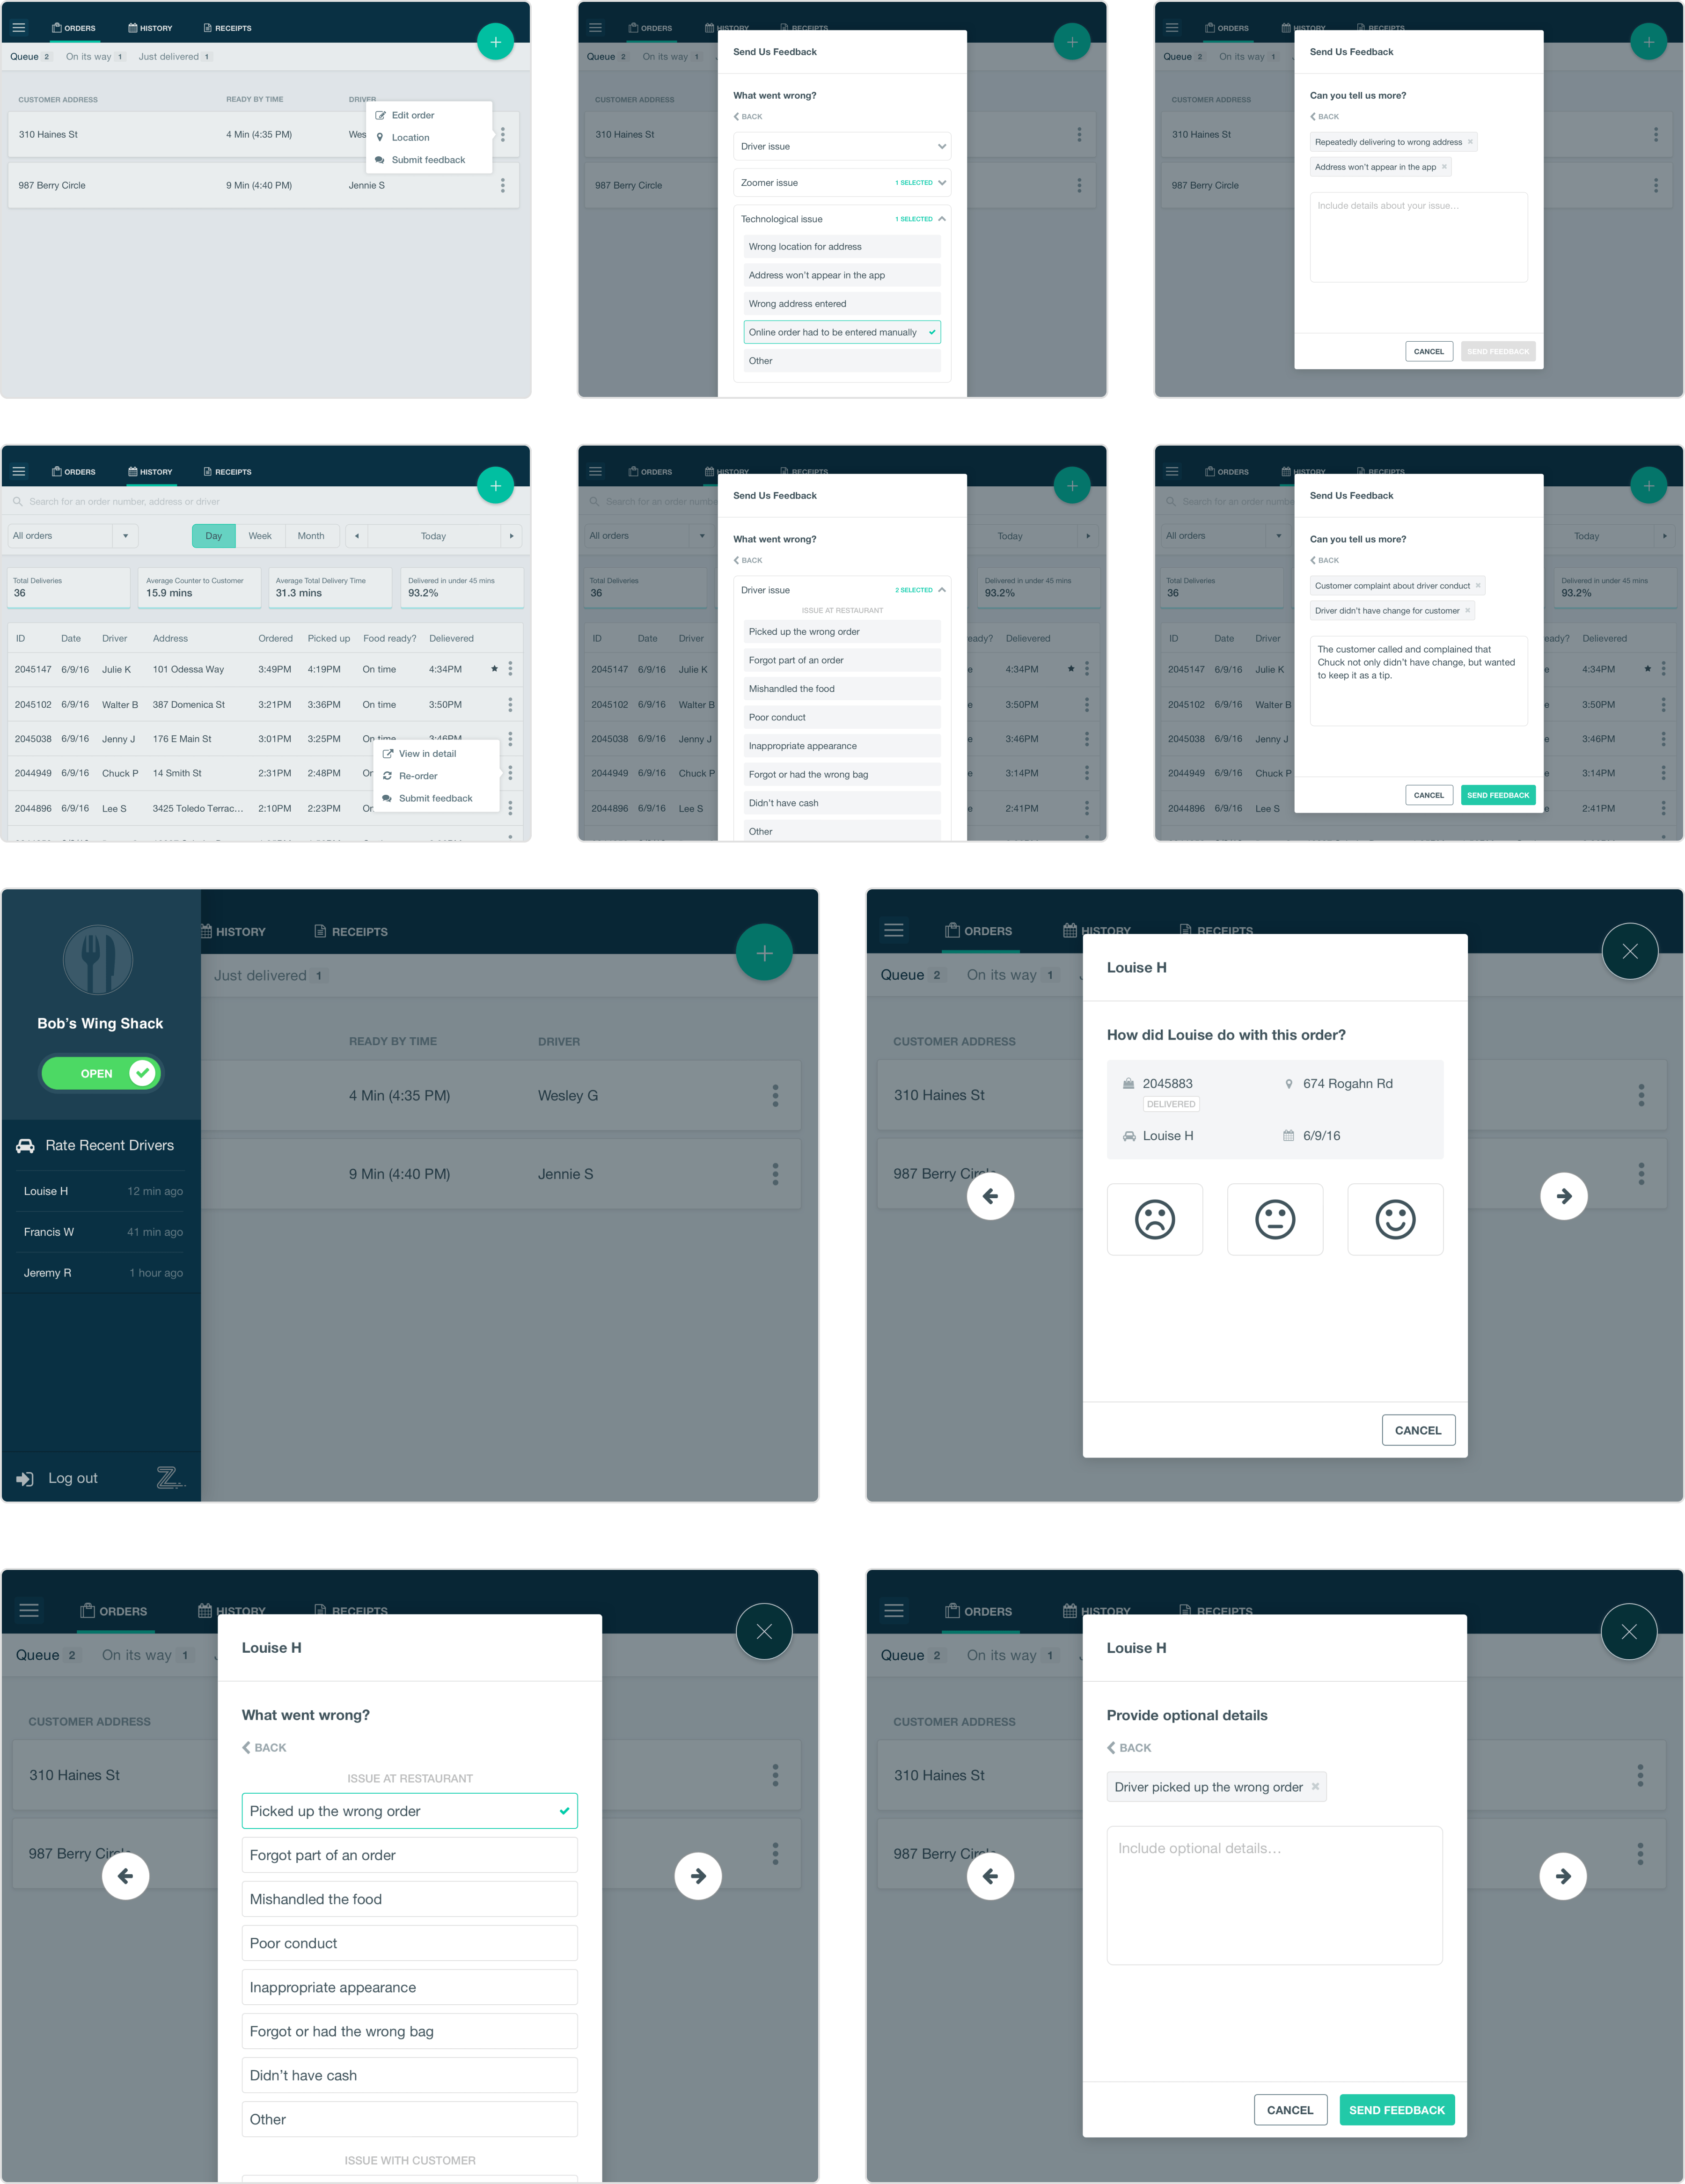 ORDERS HISTORY RECEIPTS
Queue 2 On its way 1 Just delivered 1
CUSTOMER ADDRESS READY BY TIME DRIVER
310 Haines St 4 Min (4:35 PM) Wes
987 Berry Circle 9 Min (4:40 PM) Jennie S
Edit order
Location
Submit feedback
ORDERS HISTORY RECEIPTS
Queue 2 On its way 1
CUSTOMER ADDRESS
310 Haines St
987 Berry Circle
Send Us Feedback
What went wrong?
BACK
Driver issue
Zoomer issue 1 SELECTED
Technological issue 1 SELECTED
Wrong location for address
Address won't appear in the app
Wrong address entered
Online order had to be entered manually
Other
ORDERS HISTORY RECEIPTS
Queue 2 On its way 1
CUSTOMER ADDRESS
310 Haines St
987 Berry Circle
Send Us Feedback
Can you tell us more?
BACK
Repeatedly delivering to wrong address
Address won't appear in the app
Include details about your issue...
CANCEL SEND FEEDBACK
ORDERS HISTORY RECEIPTS
Search for an order number, address or driver
All orders Day Week Month Today
Total Deliveries Average Counter to Customer Average Total Delivery Time Delivered in under 45 mins
36 15.9 mins 31.3 mins 93.2%
ID Date Driver Address Ordered Picked up Food ready? Delievered
2045147 6/9/16 Julie K 101 Odessa Way 3:49PM 4:19PM On time 4:34PM
2045102 6/9/16 Walter B 387 Domenica St 3:21PM 3:36PM On time 3:50PM
2045038 6/9/16 Jenny J 176 E Main St 3:01PM 3:25PM On time 3:46PM
2044949 6/9/16 Chuck P 14 Smith St 2:31PM 2:48PM On
2044896 6/9/16 Lee S 3425 Toledo Terrac... 2:10PM 2:23PM On
View in detail
Re-order
Submit feedback
ORDERS HISTORY RECEIPTS
Search for an order numbe
All orders Today
Total Deliveries Delivered in under 45 mins
36 93.2%
ID Date Driver eady? Delievered
2045147 6/9/16 Julie K e 4:34PM
2045102 6/9/16 Walter B e 3:50PM
2045038 6/9/16 Jenny J e 3:46PM
2044949 6/9/16 Chuck P e 3:14PM
2044896 6/9/16 Lee S e 2:41PM
Send Us Feedback
What went wrong?
BACK
Driver issue 2 SELECTED
ISSUE AT RESTAURANT
Picked up the wrong order
Forgot part of an order
Mishandled the food
Poor conduct
Inappropriate appearance
Forgot or had the wrong bag
Didn't have cash
Other
ORDERS HISTORY RECEIPTS
Search for an order numbe
All orders Today
Total Deliveries Delivered in under 45 mins
36 93.2%
ID Date Driver eady? Delievered
2045147 6/9/16 Julie K e 4:34PM
2045102 6/9/16 Walter B e 3:50PM
2045038 6/9/16 Jenny J e 3:46PM
2044949 6/9/16 Chuck P e 3:14PM
2044896 6/9/16 Lee S e 2:41PM
Send Us Feedback
Can you tell us more?
BACK
Customer complaint about driver conduct
Driver didn't have change for customer
The customer called and complained that
Chuck not only didn't have change, but wanted
to keep it as a tip.
CANCEL SEND FEEDBACK
Bob's Wing Shack
OPEN
Rate Recent Drivers
Louise H 12 min ago
Francis W 41 min ago
Jeremy R 1 hour ago
Log out Z
HISTORY RECEIPTS
Just delivered 1
READY BY TIME DRIVER
4 Min (4:35 PM) Wesley G
9 Min (4:40 PM) Jennie S
ORDERS HISTORY RECEIPTS
Queue 2 On its way 1 J
CUSTOMER ADDRESS
310 Haines St
987 Berry Circle
Louise H
How did Louise do with this order?
2045883 674 Rogahn Rd
DELIVERED
Louise H 6/9/16
CANCEL
ORDERS HISTORY RECEIPTS
Queue 2 On its way 1 J
CUSTOMER ADDRESS
310 Haines St
987 Berry Circle
Louise H
What went wrong?
BACK
ISSUE AT RESTAURANT
Picked up the wrong order
Forgot part of an order
Mishandled the food
Poor conduct
Inappropriate appearance
Forgot or had the wrong bag
Didn't have cash
Other
ISSUE WITH CUSTOMER
ORDERS HISTORY RECEIPTS
Queue 2 On its way 1 J
CUSTOMER ADDRESS
310 Haines St
987 Berry Circle
Louise H
Provide optional details
BACK
Driver picked up the wrong order
Include optional details...
CANCEL SEND FEEDBACK